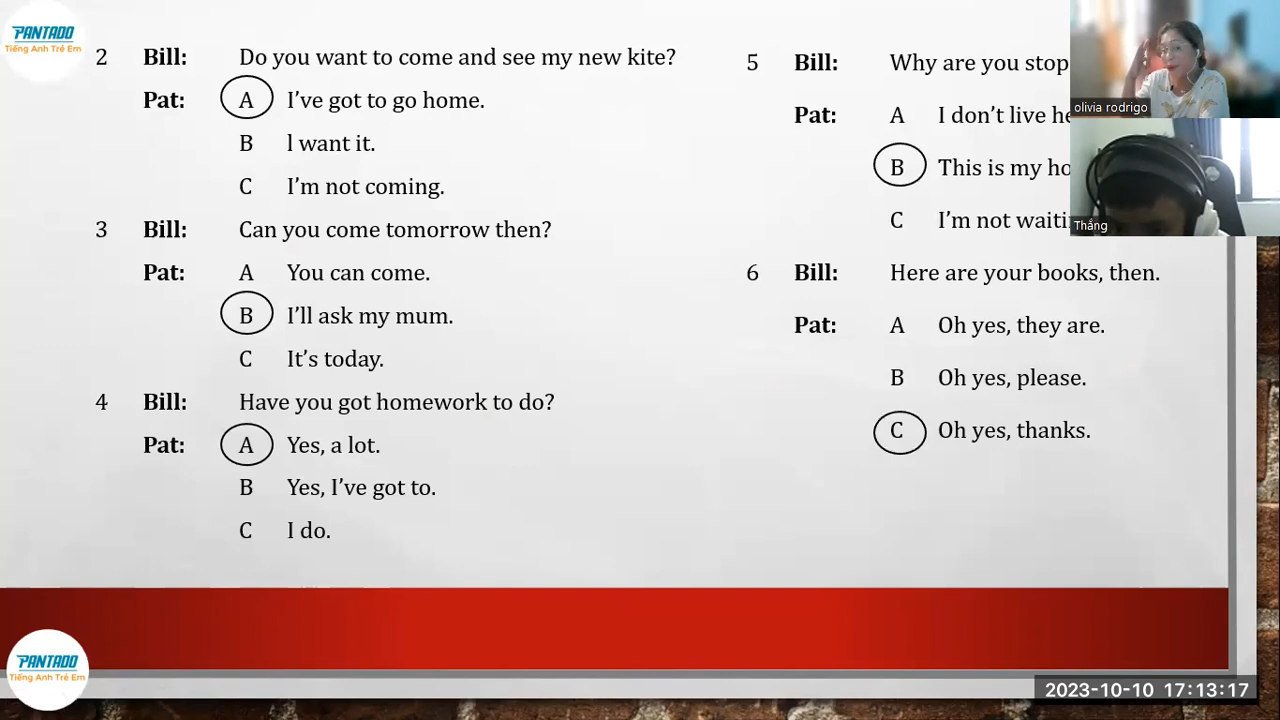 PANTADO
Tiếng Anh Trẻ Em
2 Bill: Do you want to come and see my new kite?
Pat: A I've got to go home.
B l want it.
C I'm not coming.
3 Bill: Can you come tomorrow then?
Pat: A You can come.
B I'll ask my mum.
C It's today.
4 Bill: Have you got homework to do?
Pat: A Yes, a lot.
B Yes, I've got to.
C I do.
5 Bill: Why are you stop
Pat: A I don't live he
B This is my ho
C I'm not waiti
6 Bill: Here are your books, then.
Pat: A Oh yes, they are.
B Oh yes, please.
C Oh yes, thanks.
olivia rodrigo
Thắng
PANTADO
Tiếng Anh Trẻ Em
2023-10-10 17:13:17